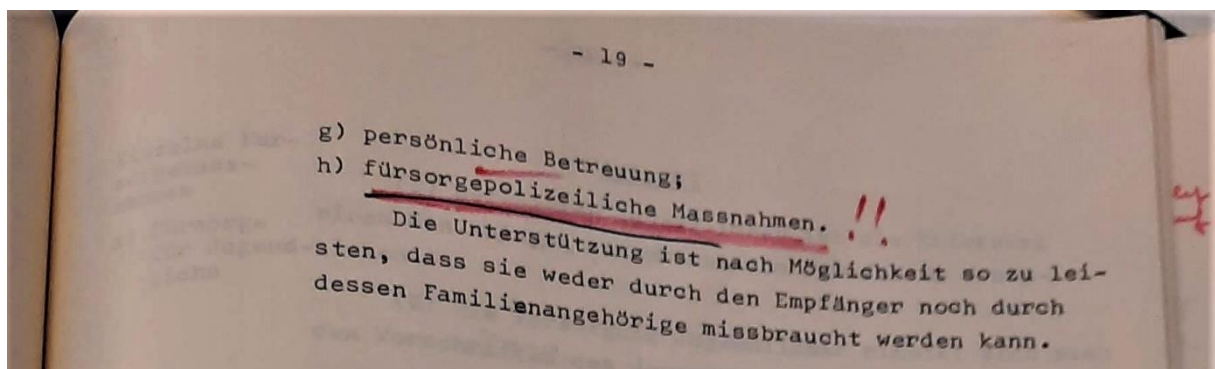 - 19 -
g) persönliche Betreuung;
h) fürsorgepolizeiliche Massnahmen. !!
Die Unterstützung ist nach Möglichkeit so zu lei-
sten, dass sie weder durch den Empfänger noch durch
dessen Familienangehörige missbraucht werden kann.